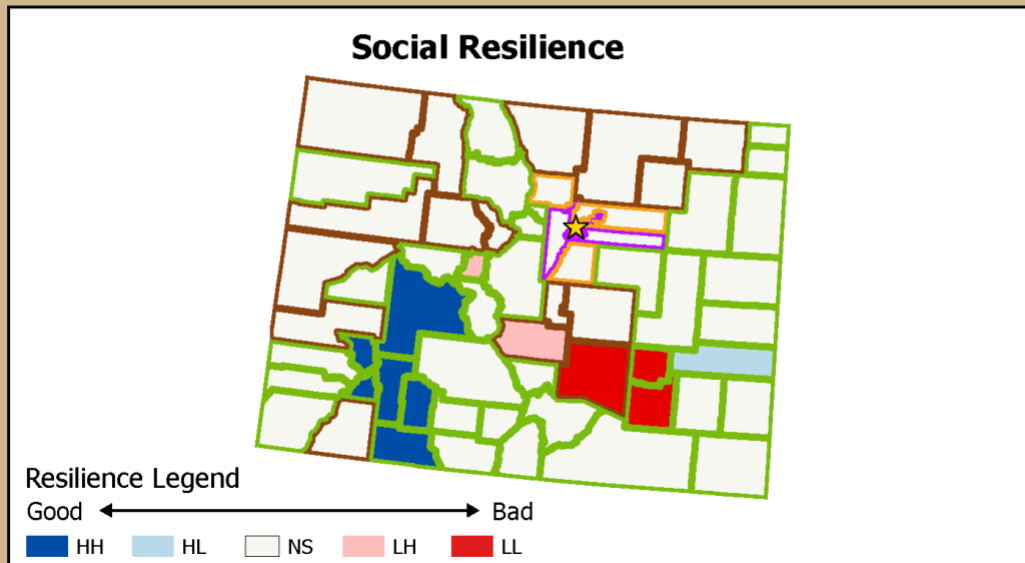 Social Resilience
Resilience Legend
Good Bad
HH HL NS LH LL